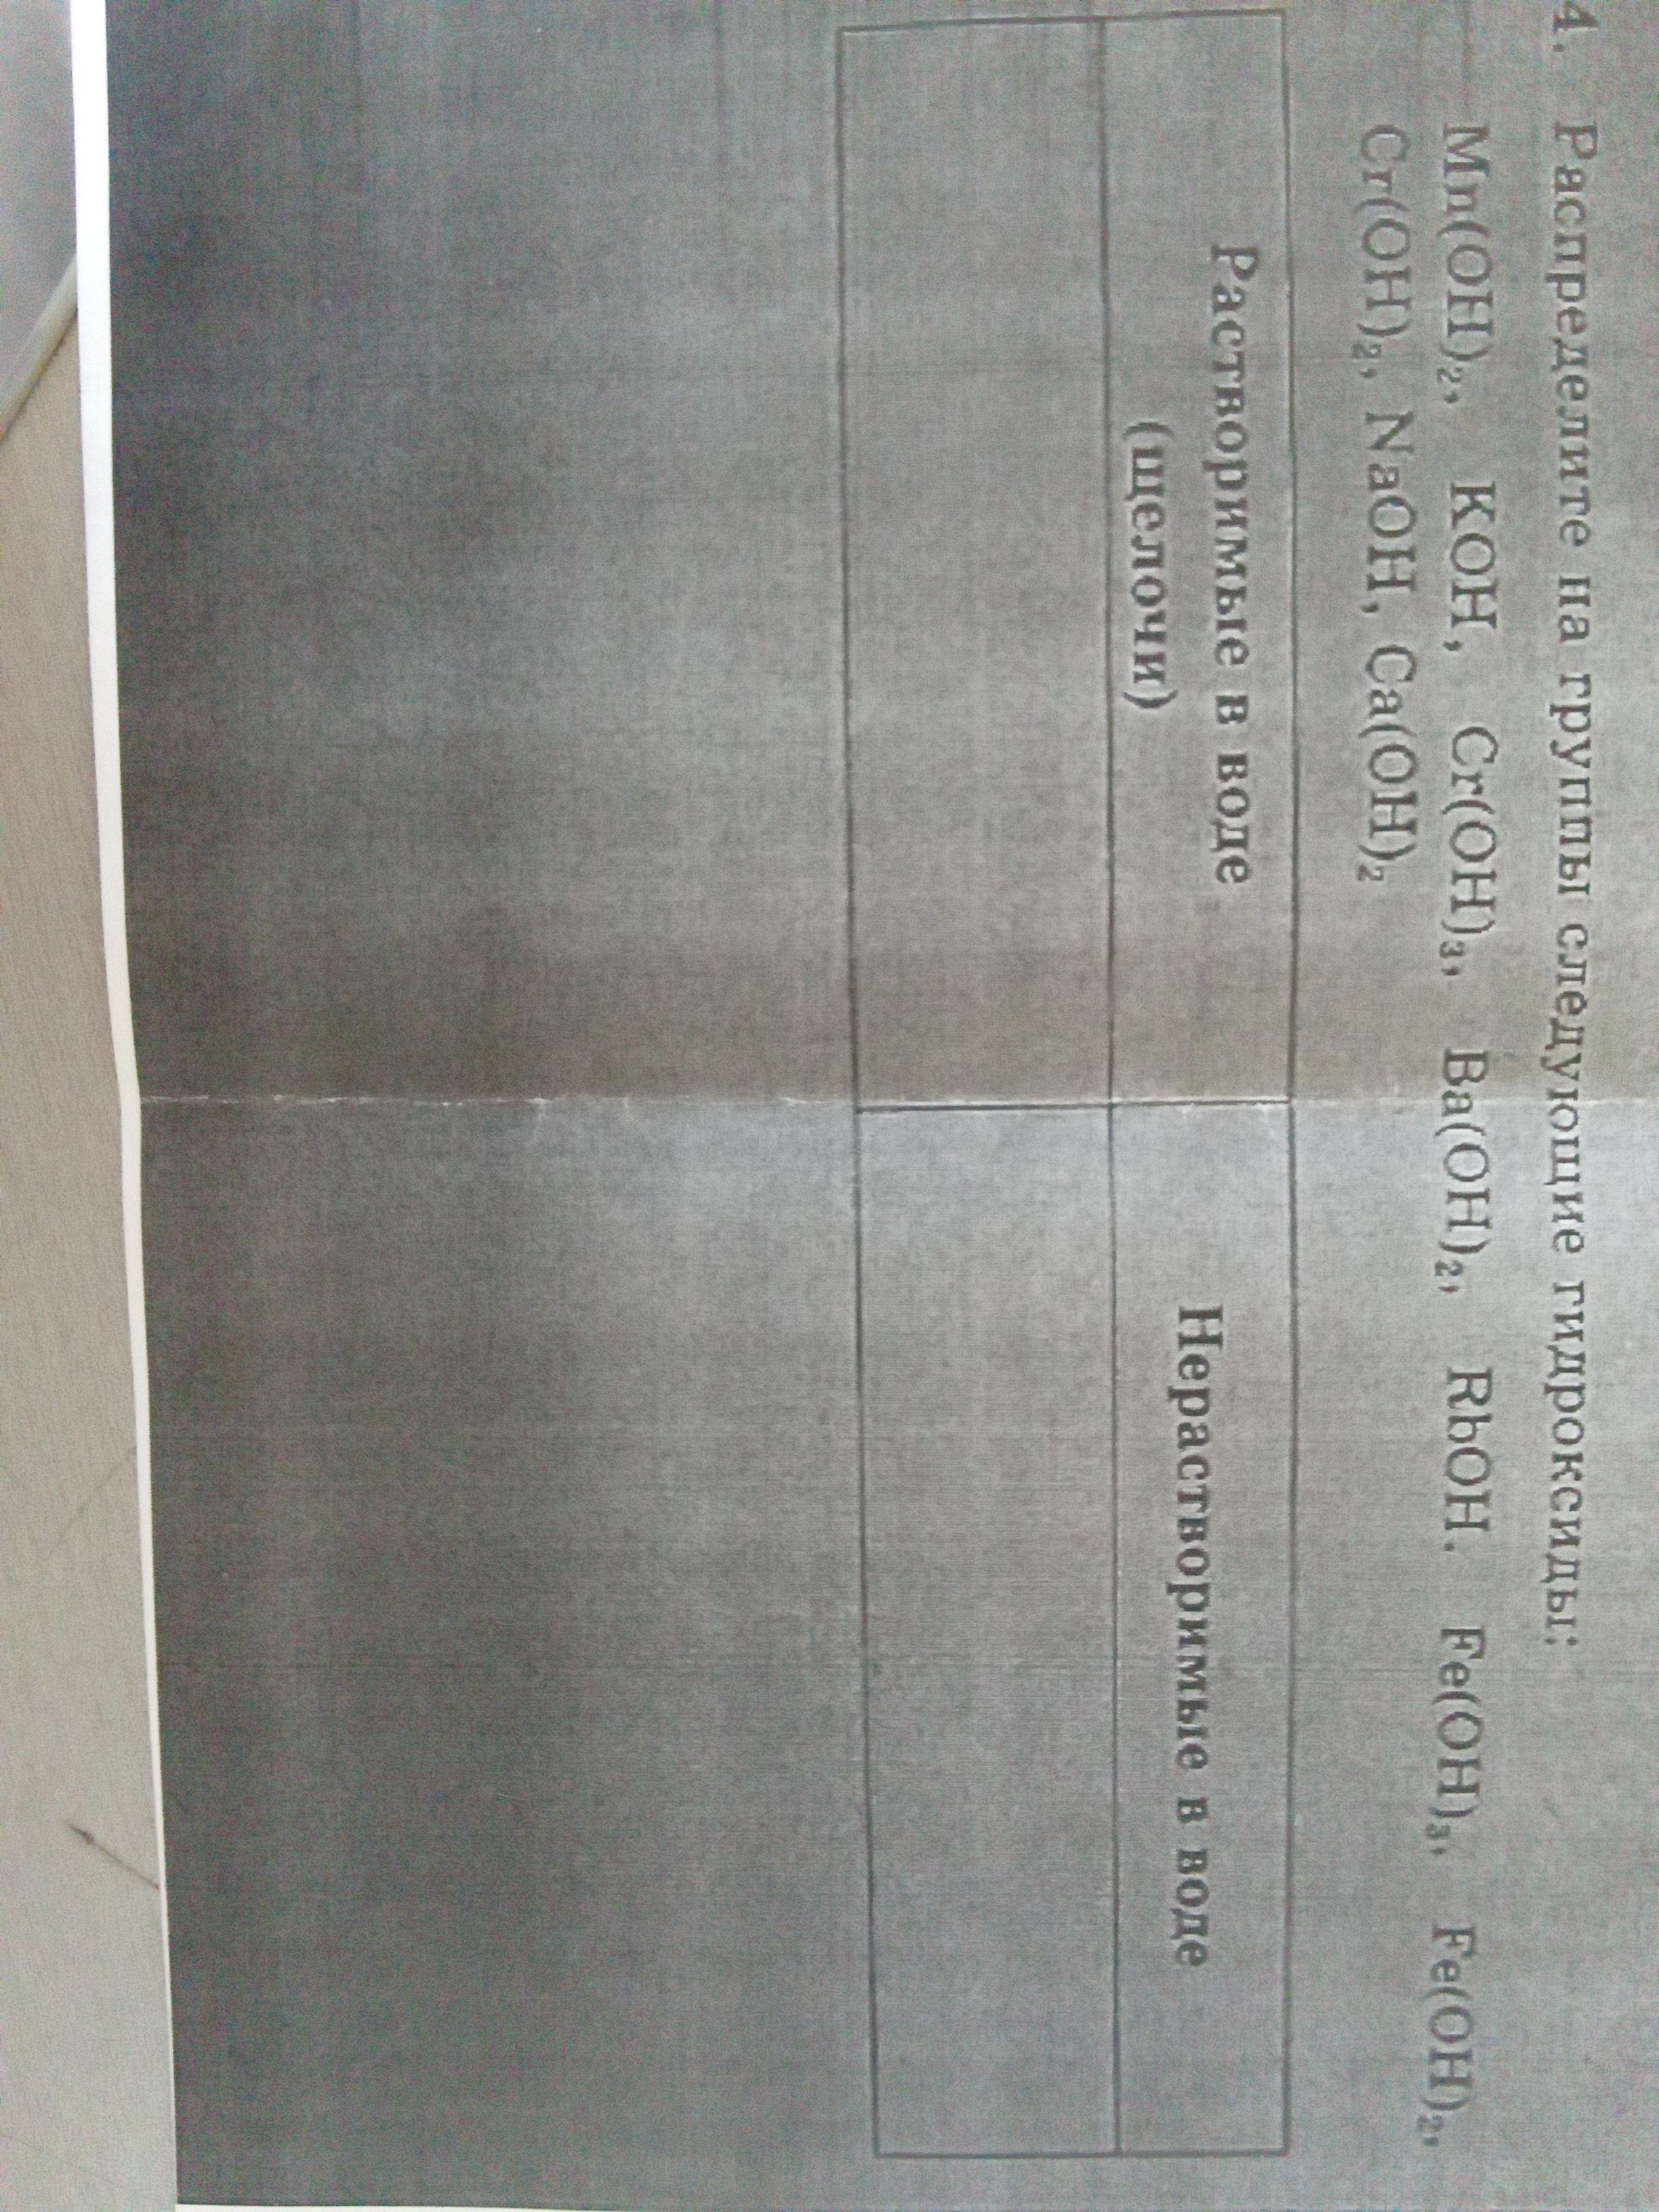 4. Распределите на группы следующие гидроксиды:
Mn(OH)₂, KOH, Cr(OH)₃, Ba(OH)₂, RbOH. Fe(OH)₃, Fe(OH)₂,
Cr(OH)₂, NaOH, Ca(OH)₂
Растворимые в воде
(щелочи)
Нерастворимые в воде